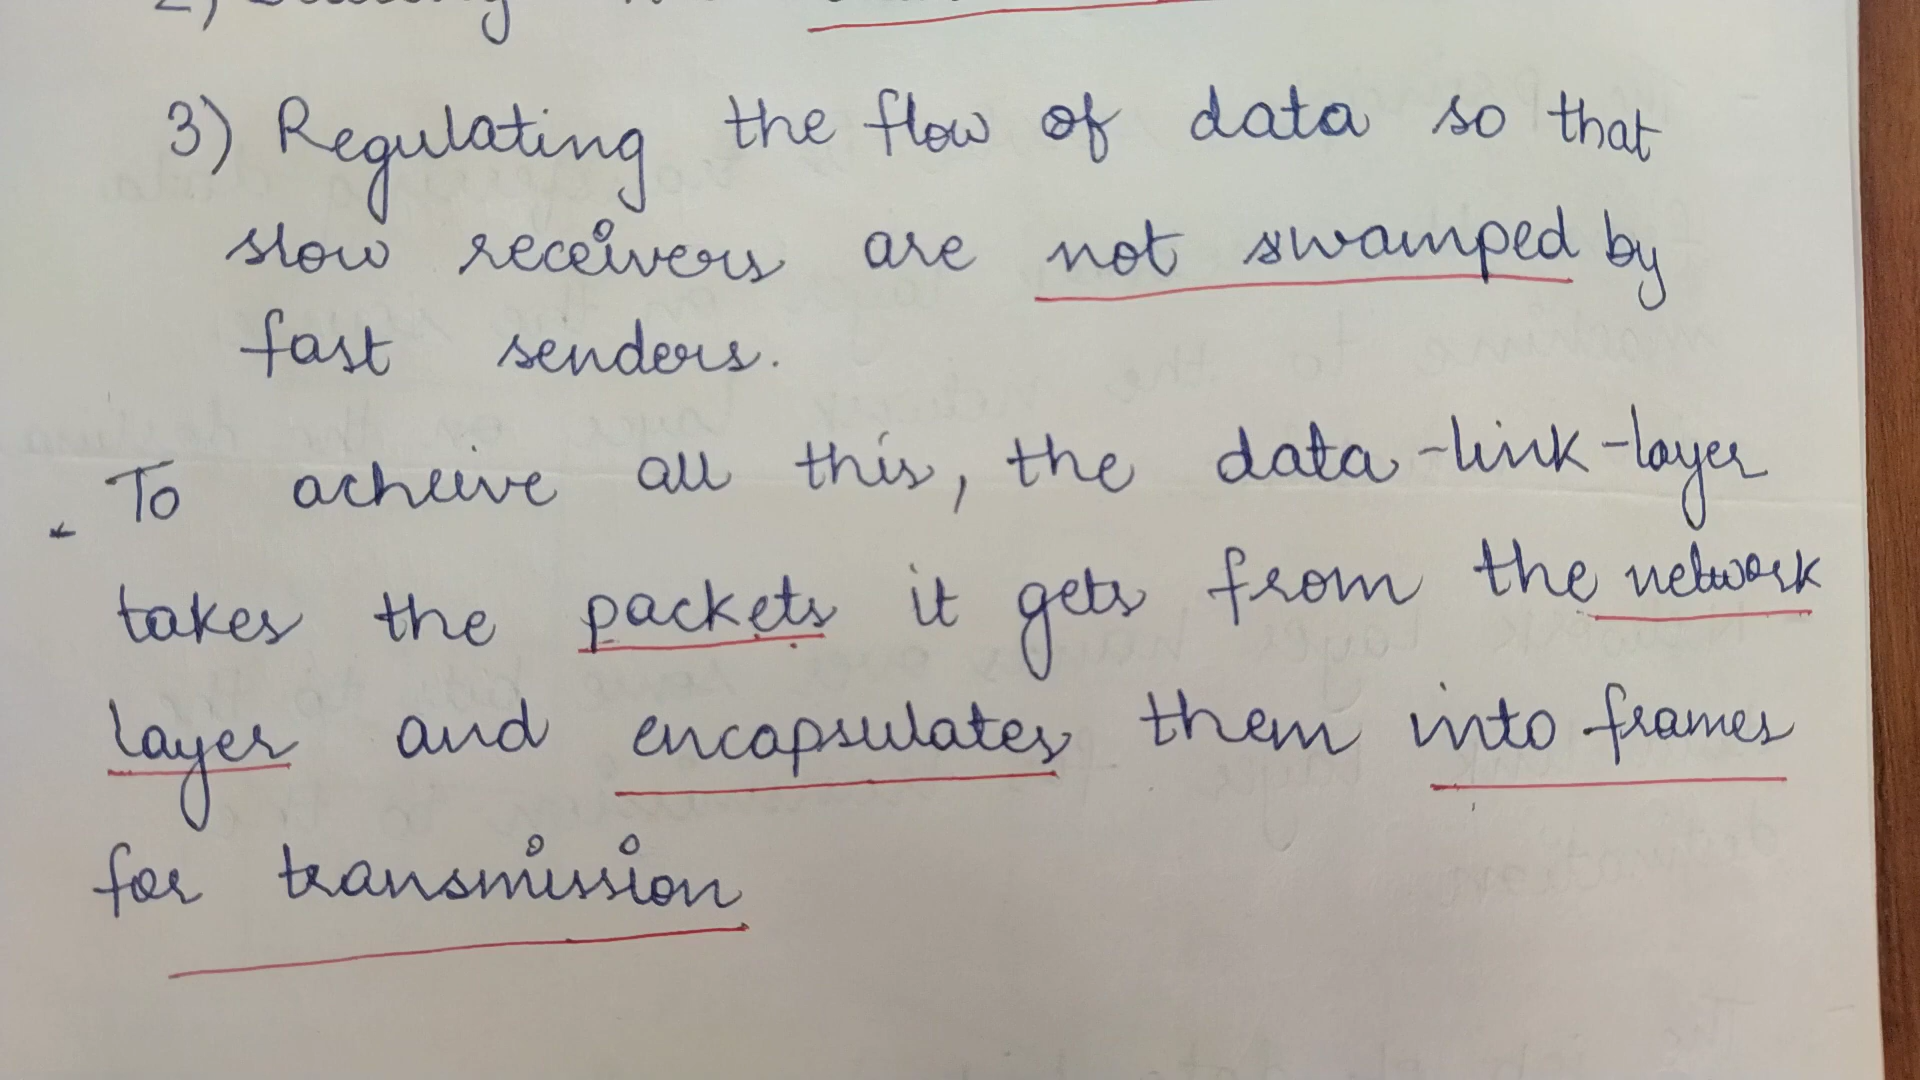 3) Regulating the flow of data so that
slow receivers are not swamped by
fast senders.
To acheive all this, the data-link-layer
takes the packets it gets from the network
layer and encapsulates them into frames
for transmission